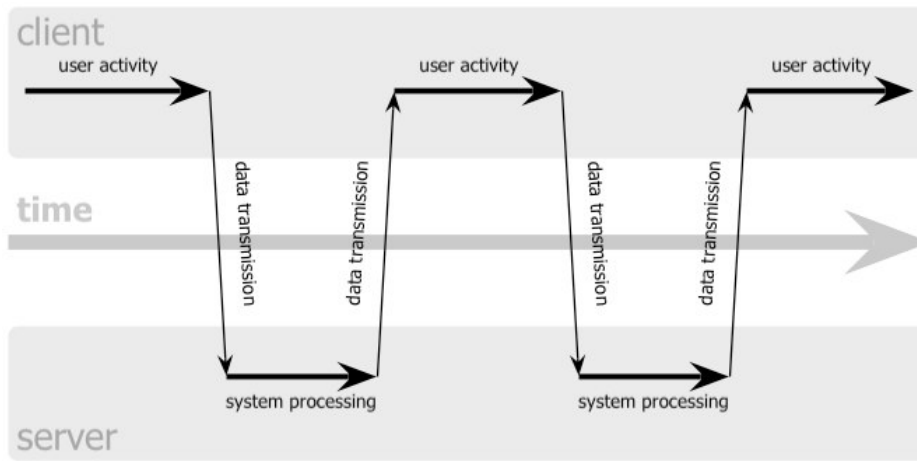 client
user activity
user activity
user activity
data transmission
data transmission
data transmission
data transmission
time
system processing
system processing
server